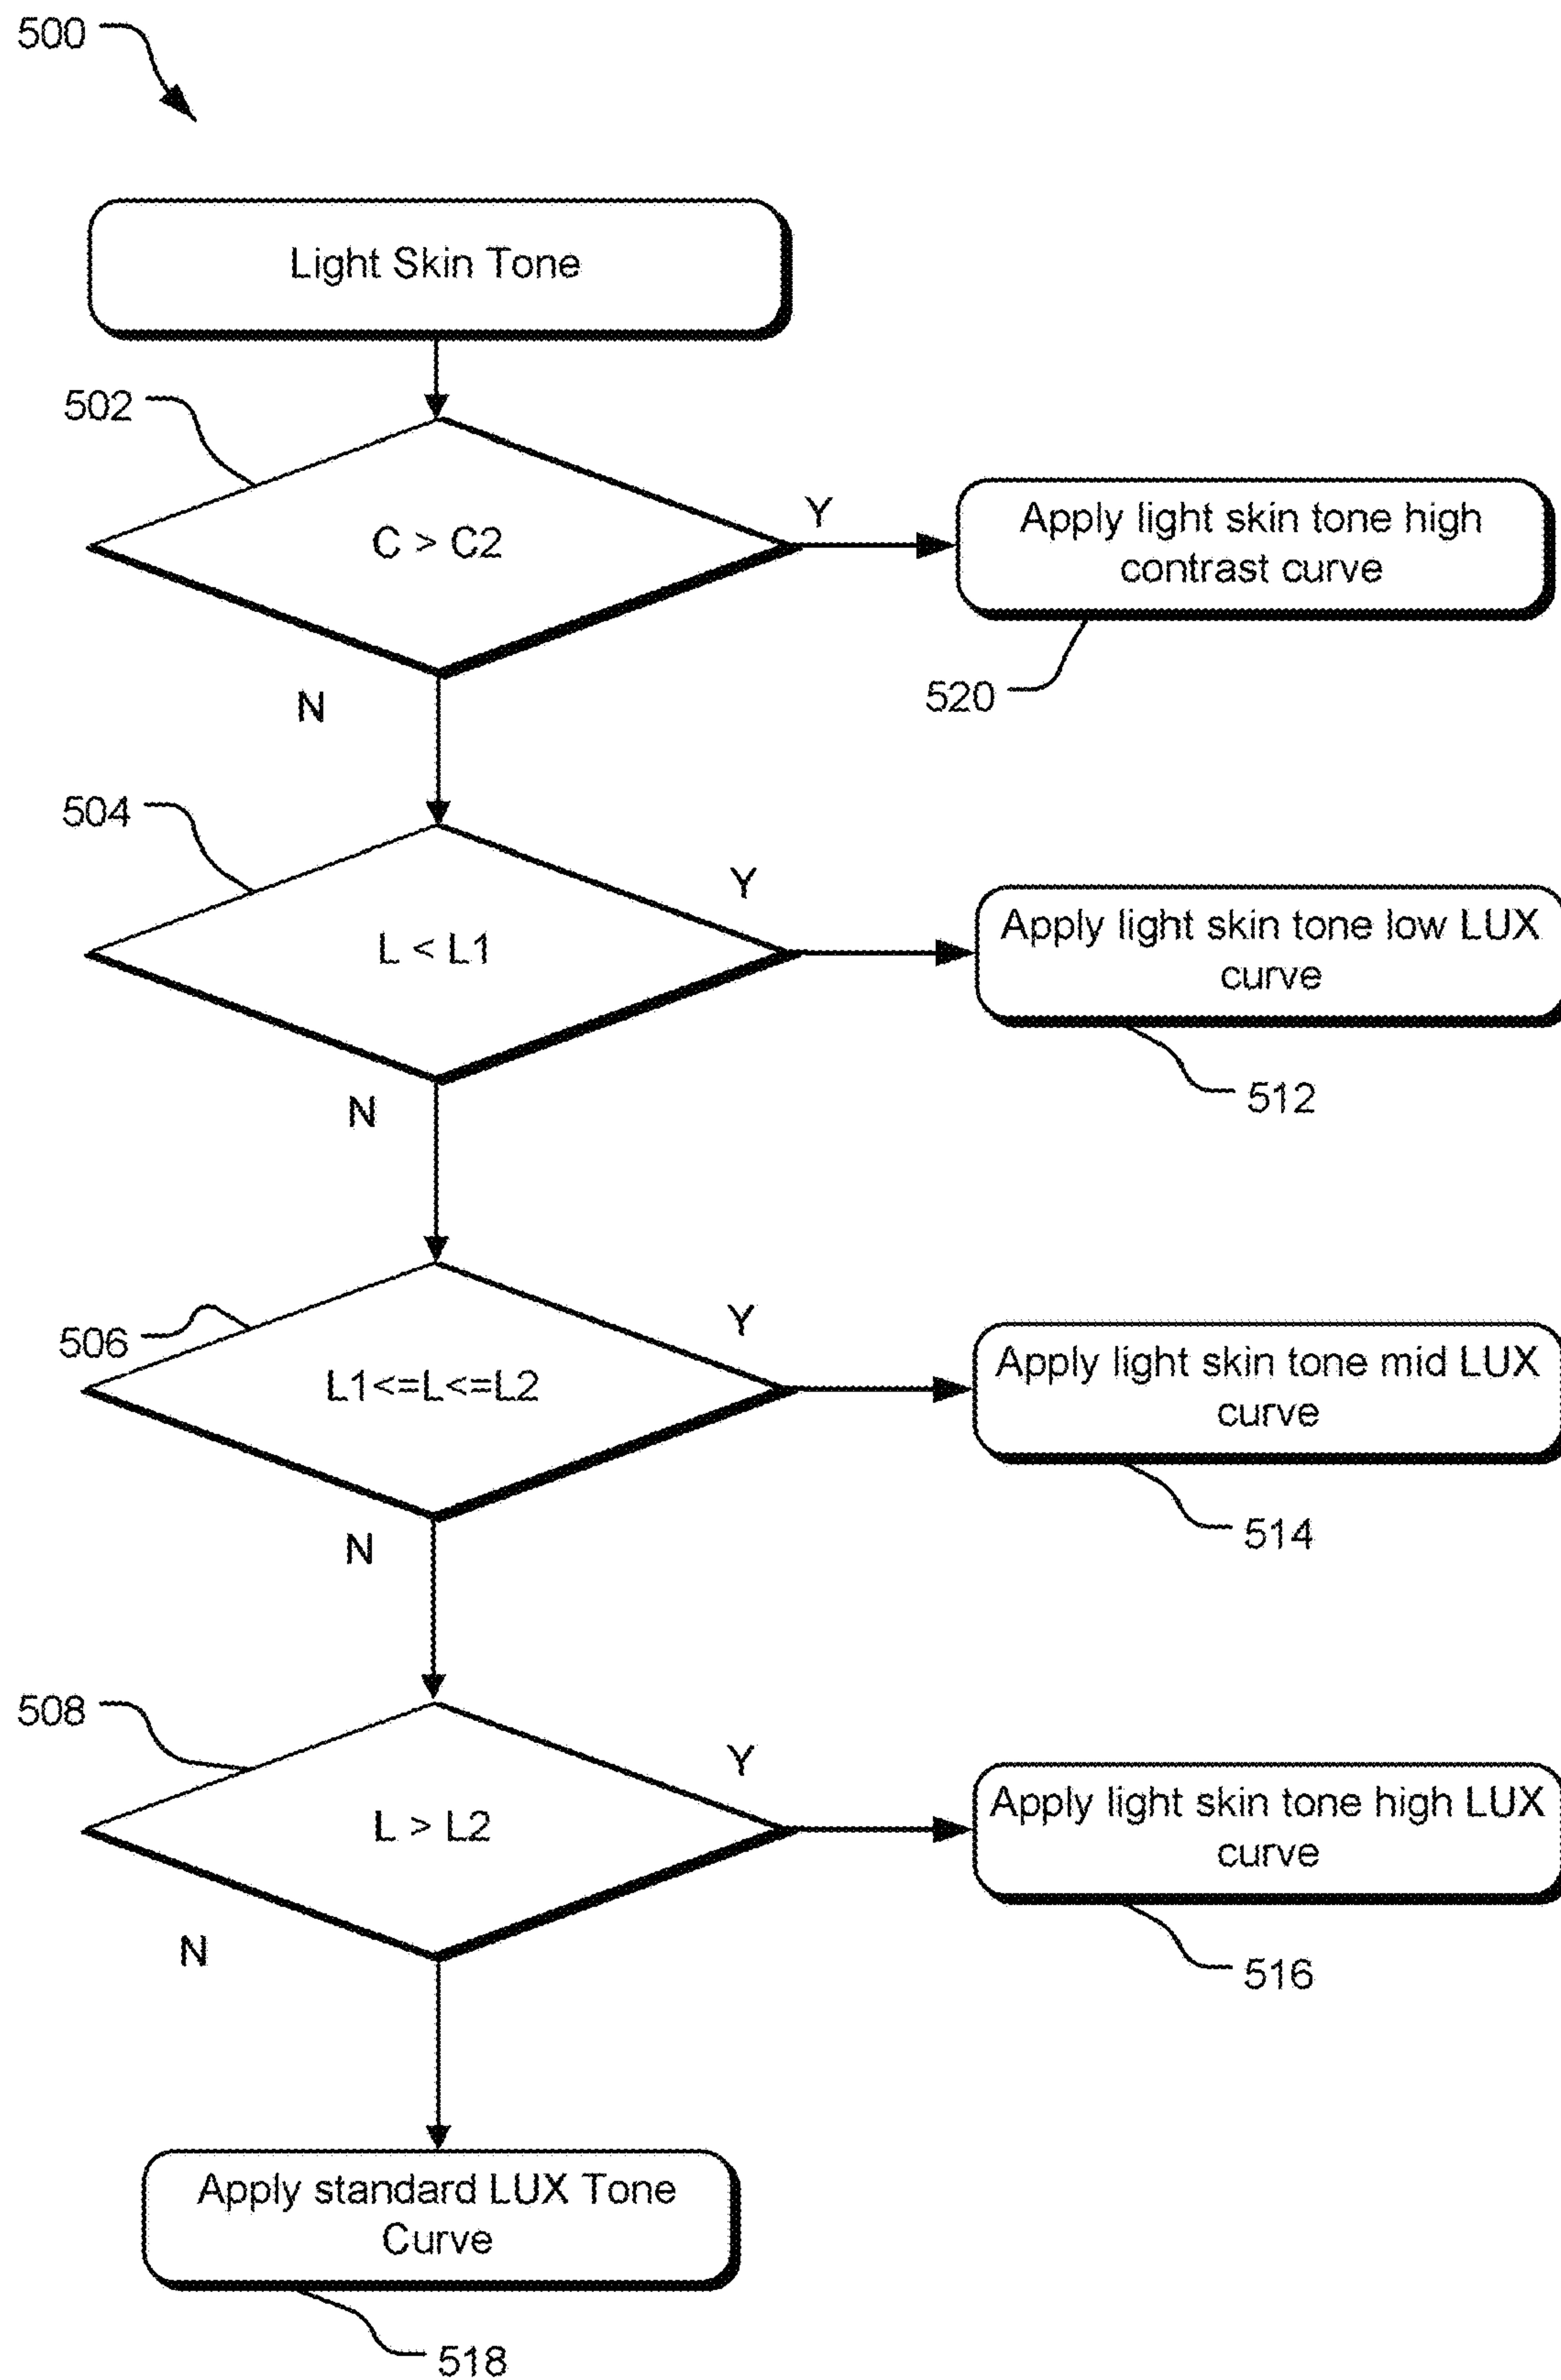 500
Light Skin Tone
502
C > C2
Y
Apply light skin tone high
contrast curve
520
N
504
L < L1
Y
Apply light skin tone low LUX
curve
512
N
506
L1<=L<=L2
Y
Apply light skin tone mid LUX
curve
514
N
508
L > L2
Y
Apply light skin tone high LUX
curve
516
N
Apply standard LUX Tone
Curve
518